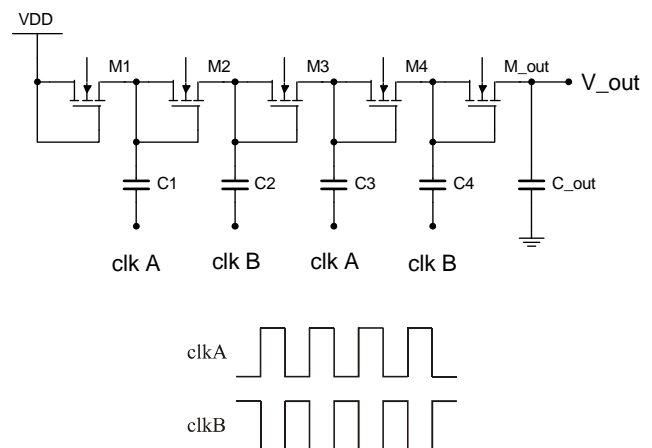 VDD
M1 M2 M3 M4 M_out
V_out
C1 C2 C3 C4 C_out
clk A clk B clk A clk B
clkA
clkB